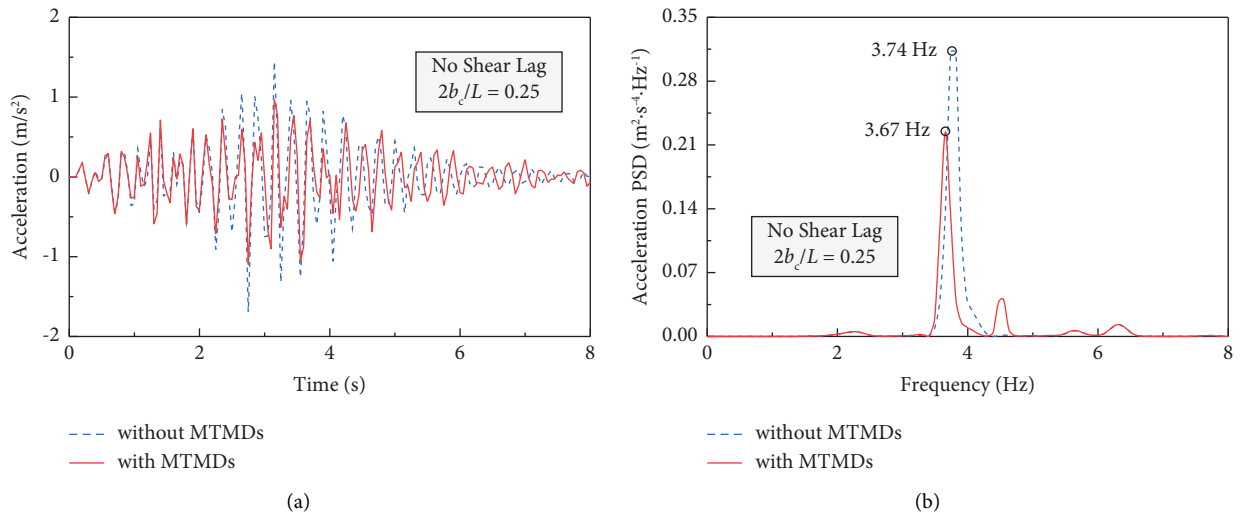 2
1
0
-1
-2
Acceleration (m/s²)
No Shear Lag
2b_c/L = 0.25
0 2 4 6 8
Time (s)
without MTMDs
with MTMDs
(a)
0.35
0.28
0.21
0.14
0.07
0.00
Acceleration PSD (m²·s⁻⁴·Hz⁻¹)
3.74 Hz
3.67 Hz
No Shear Lag
2b_c/L = 0.25
0 2 4 6 8
Frequency (Hz)
without MTMDs
with MTMDs
(b)